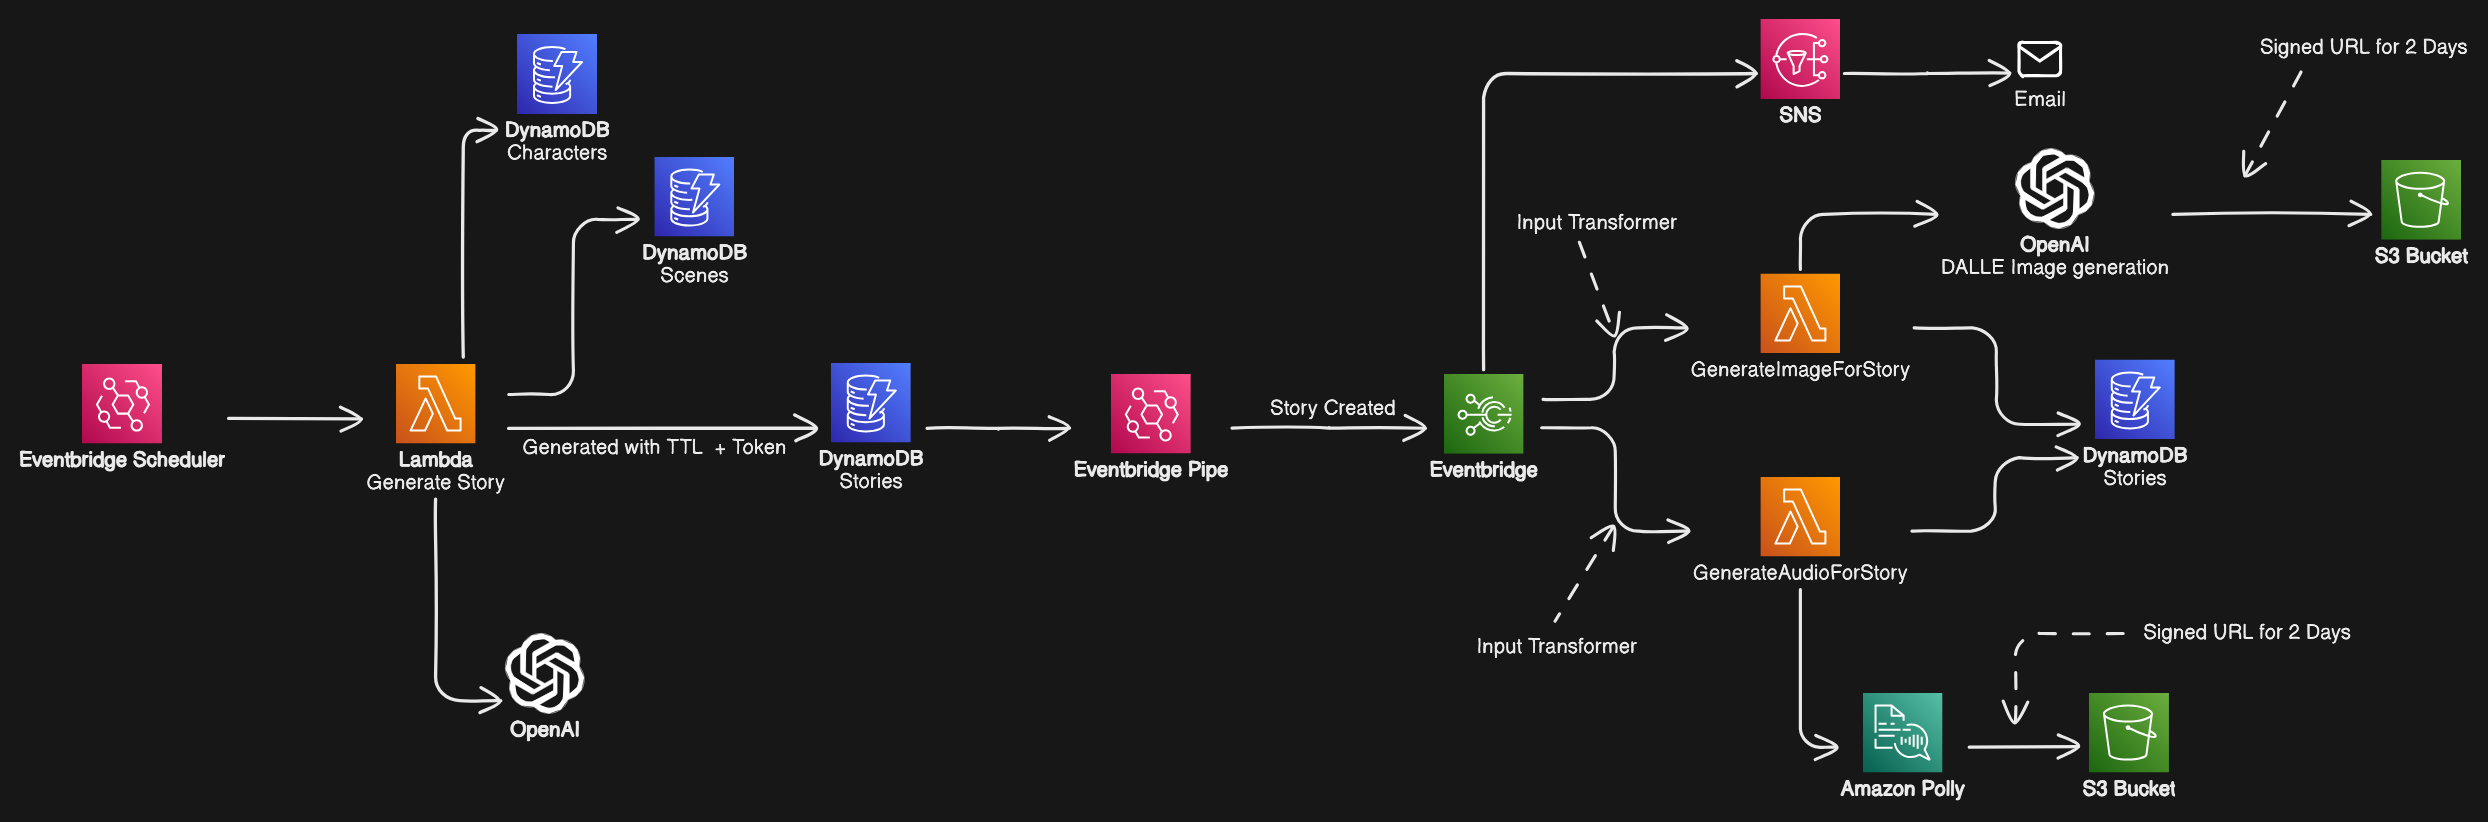 DynamoDB
Characters
DynamoDB
Scenes
Eventbridge Scheduler
Lambda
Generate Story
Generated with TTL + Token
DynamoDB
Stories
OpenAI
Eventbridge Pipe
Story Created
Eventbridge
SNS
Email
Signed URL for 2 Days
Input Transformer
OpenAI
DALLE Image generation
S3 Bucket
GenerateImageForStory
DynamoDB
Stories
GenerateAudioForStory
Input Transformer
Signed URL for 2 Days
Amazon Polly
S3 Bucket